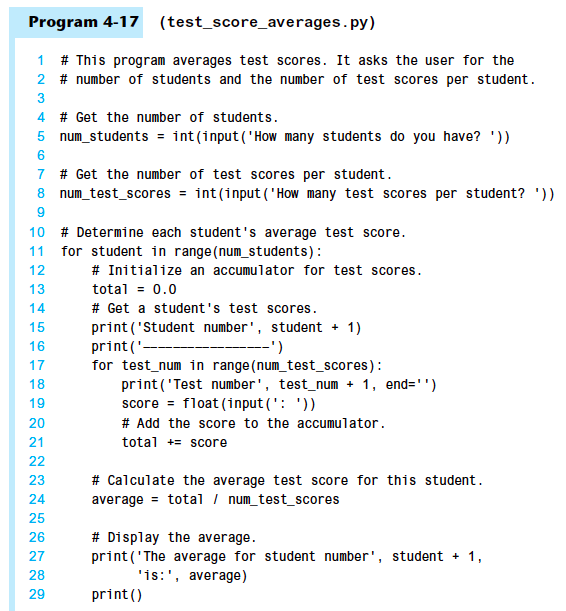 Program 4-17 (test_score_averages.py)
1 # This program averages test scores. It asks the user for the
2 # number of students and the number of test scores per student.
3
4 # Get the number of students.
5 num_students = int(input('How many students do you have? '))
6
7 # Get the number of test scores per student.
8 num_test_scores = int(input('How many test scores per student? '))
9
10 # Determine each student's average test score.
11 for student in range(num_students):
12     # Initialize an accumulator for test scores.
13     total = 0.0
14     # Get a student's test scores.
15     print('Student number', student + 1)
16     print('—————————————————')
17     for test_num in range(num_test_scores):
18         print('Test number', test_num + 1, end='')
19         score = float(input(': '))
20         # Add the score to the accumulator.
21         total += score
22
23     # Calculate the average test score for this student.
24     average = total / num_test_scores
25
26     # Display the average.
27     print('The average for student number', student + 1,
28           'is:', average)
29     print()